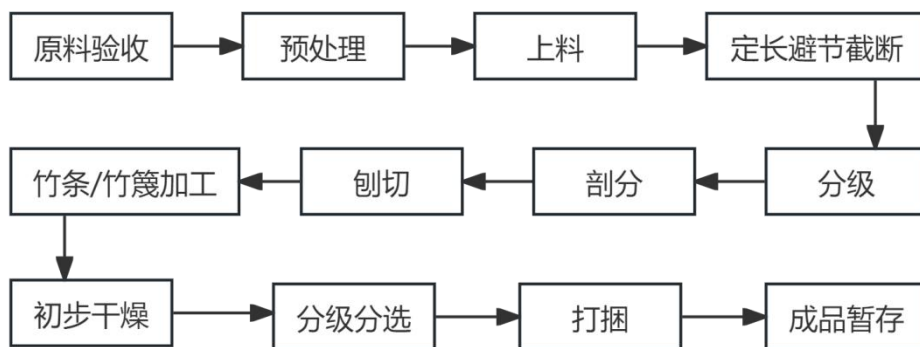 原料验收
预处理
上料
定长避节截断
分级
剖分
刨切
竹条/竹篾加工
初步干燥
分级分选
打捆
成品暂存